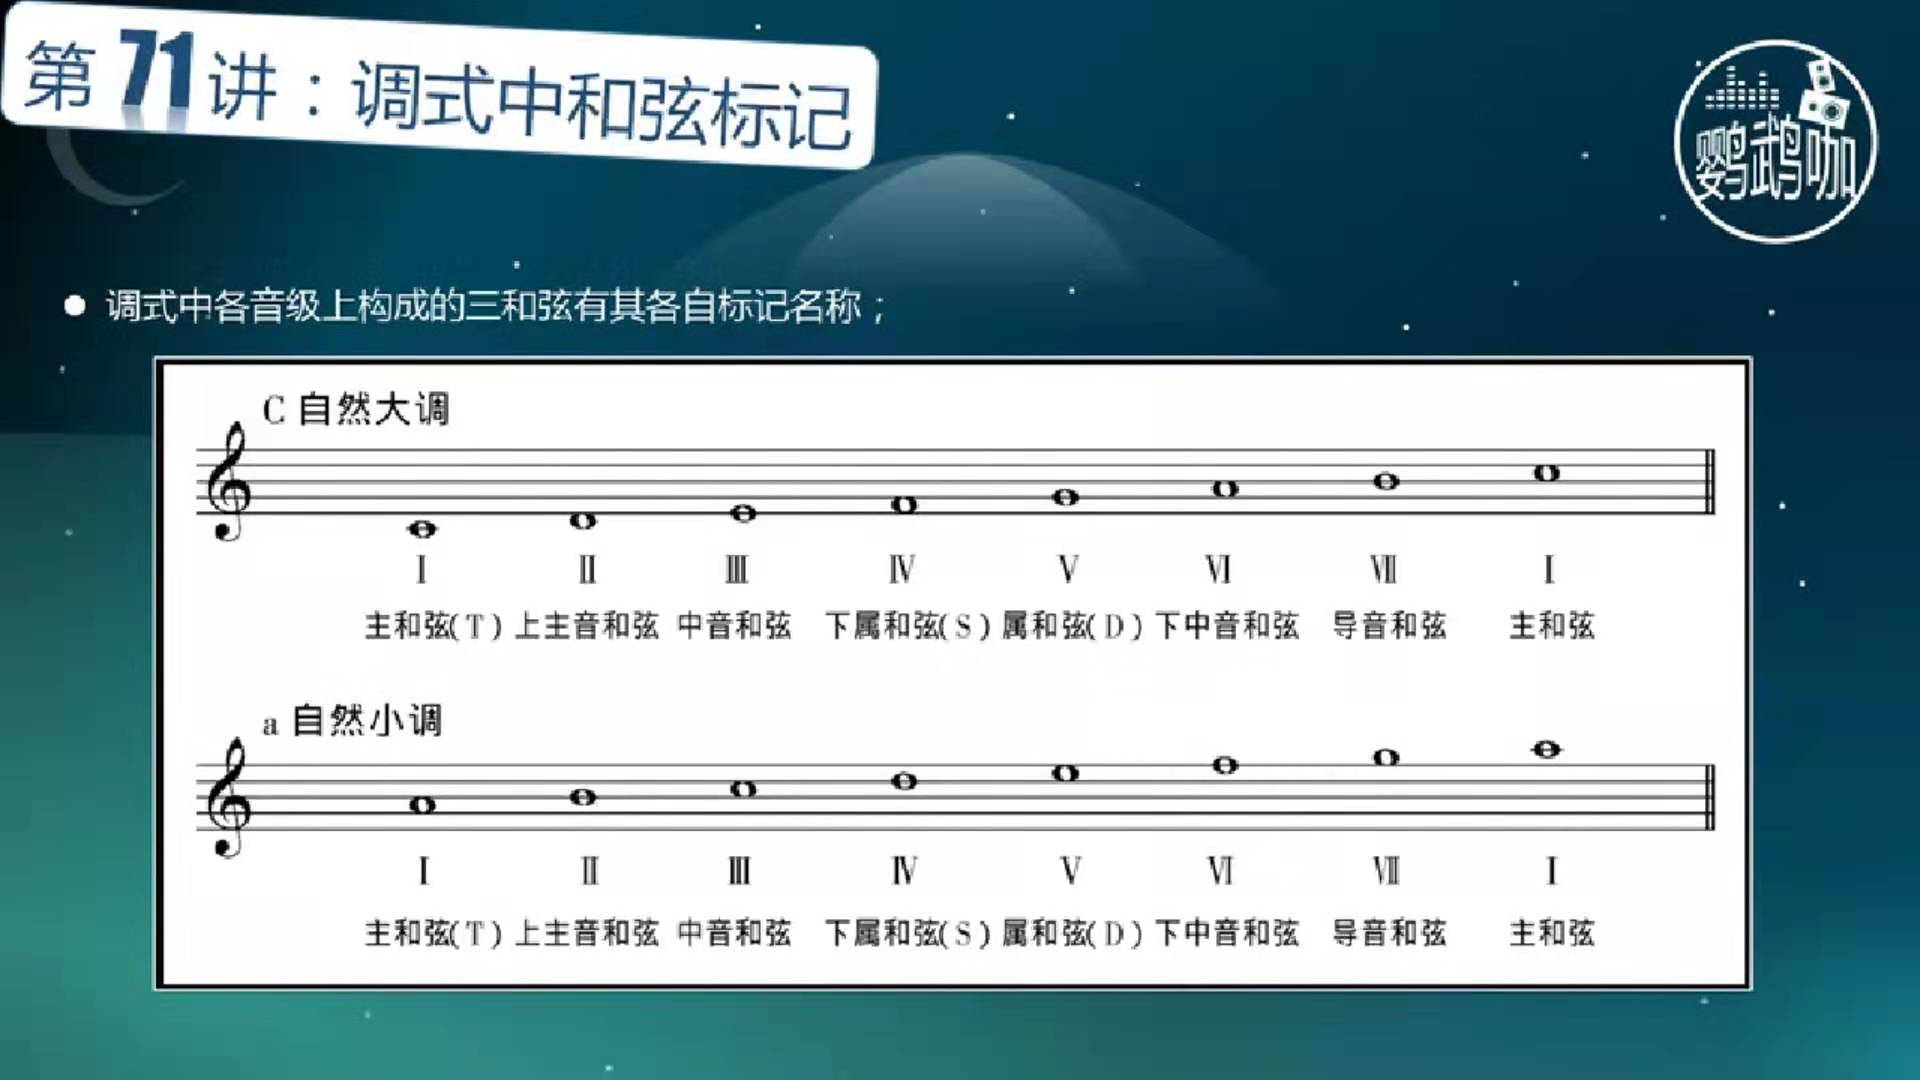 第71讲：调式中和弦标记
鹦鹉咖
● 调式中各音级上构成的三和弦有其各自标记名称；
C 自然大调
Ⅰ Ⅱ Ⅲ Ⅳ Ⅴ Ⅵ Ⅶ Ⅰ
主和弦(T) 上主音和弦 中音和弦 下属和弦(S) 属和弦(D) 下中音和弦 导音和弦 主和弦
a 自然小调
Ⅰ Ⅱ Ⅲ Ⅳ Ⅴ Ⅵ Ⅶ Ⅰ
主和弦(T) 上主音和弦 中音和弦 下属和弦(S) 属和弦(D) 下中音和弦 导音和弦 主和弦